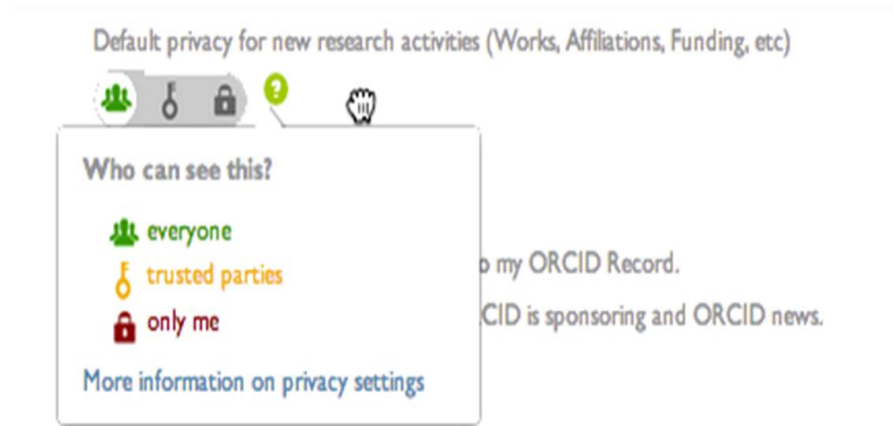 Default privacy for new research activities (Works, Affiliations, Funding, etc)
?
Who can see this?
everyone
trusted parties
o my ORCID Record.
only me
CID is sponsoring and ORCID news.
More information on privacy settings